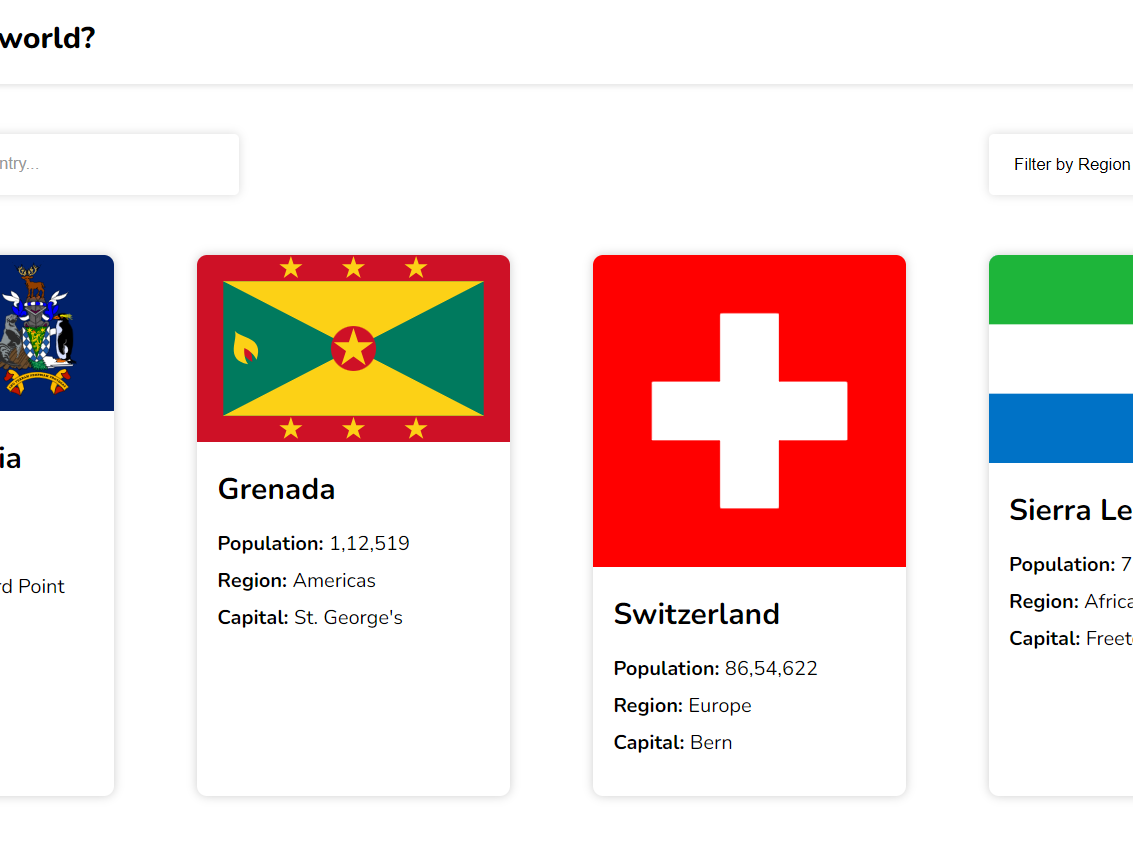 world?
ntry...
Filter by Region
ia
rd Point
Grenada
Population: 1,12,519
Region: Americas
Capital: St. George's
Switzerland
Population: 86,54,622
Region: Europe
Capital: Bern
Sierra Le
Population: 7
Region: Africa
Capital: Freet